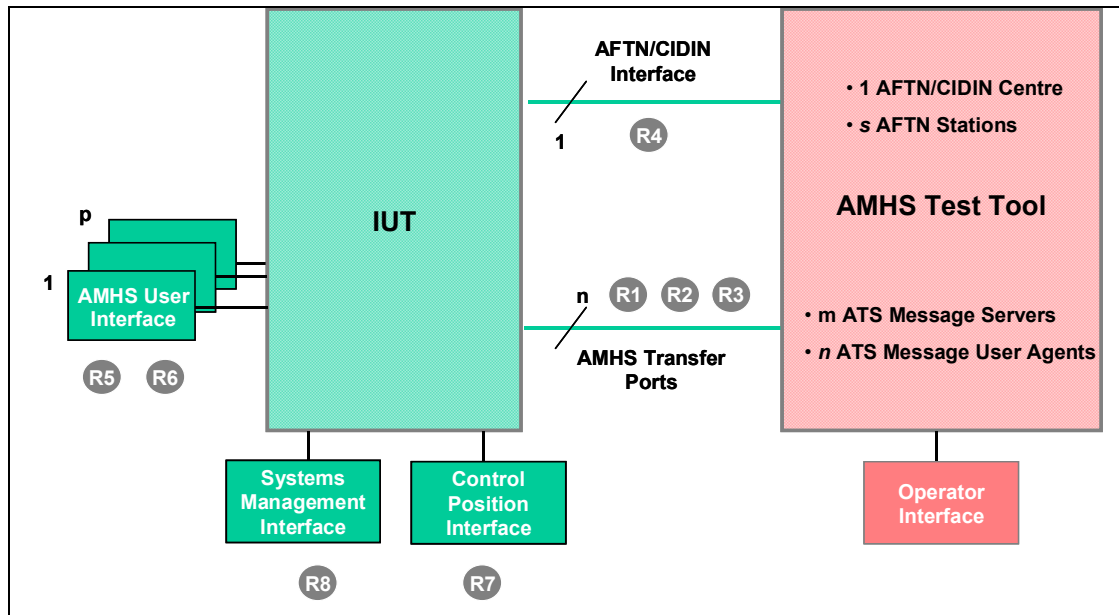 AFTN/CIDIN
Interface
1
R4
• 1 AFTN/CIDIN Centre
• s AFTN Stations
IUT
AMHS Test Tool
p
1
AMHS User
Interface
R5 R6
n
R1 R2 R3
AMHS Transfer
Ports
• m ATS Message Servers
• n ATS Message User Agents
Systems
Management
Interface
R8
Control
Position
Interface
R7
Operator
Interface